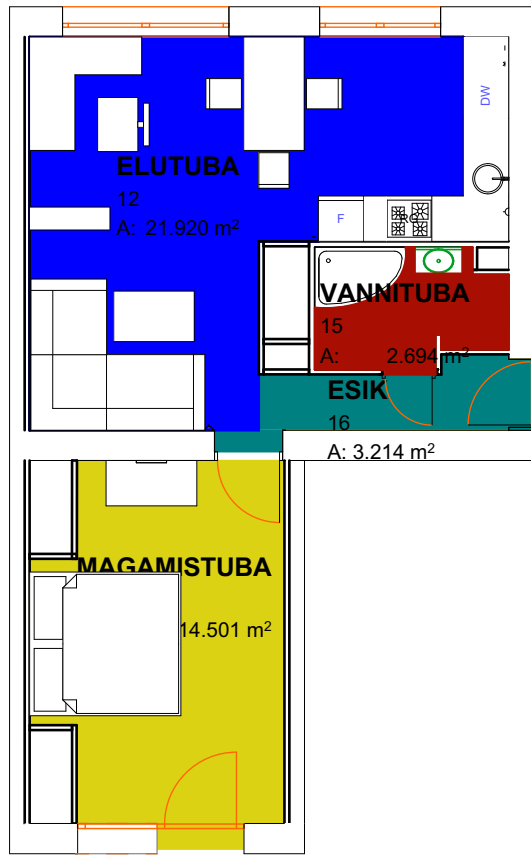 DW
ELUTUBA
12
A: 21.920 m²
F
RG
VANNITUBA
15
A: 2.694 m²
ESIK
16
A: 3.214 m²
MAGAMISTUBA
14.501 m²